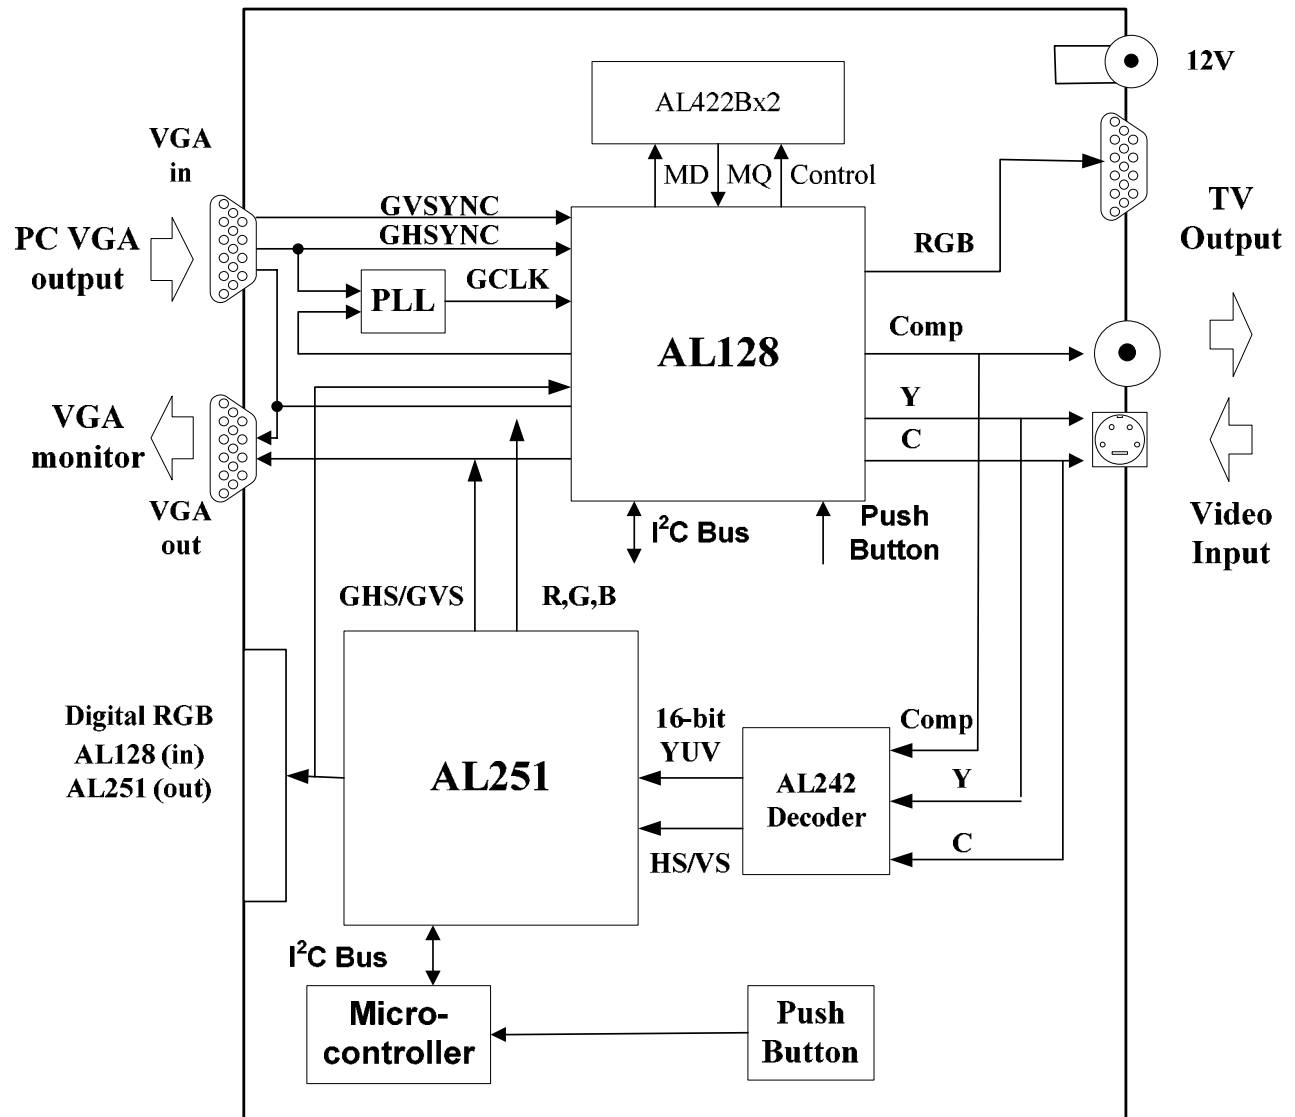 12V
AL422Bx2
VGA
in
MD
MQ
Control
PC VGA
output
GVSYNC
GHSYNC
GCLK
PLL
AL128
RGB
TV
Output
Comp
Y
C
VGA
monitor
VGA
out
I²C Bus
Push
Button
Video
Input
GHS/GVS
R,G,B
Digital RGB
AL128 (in)
AL251 (out)
AL251
16-bit
YUV
HS/VS
AL242
Decoder
Comp
Y
C
I²C Bus
Micro-
controller
Push
Button